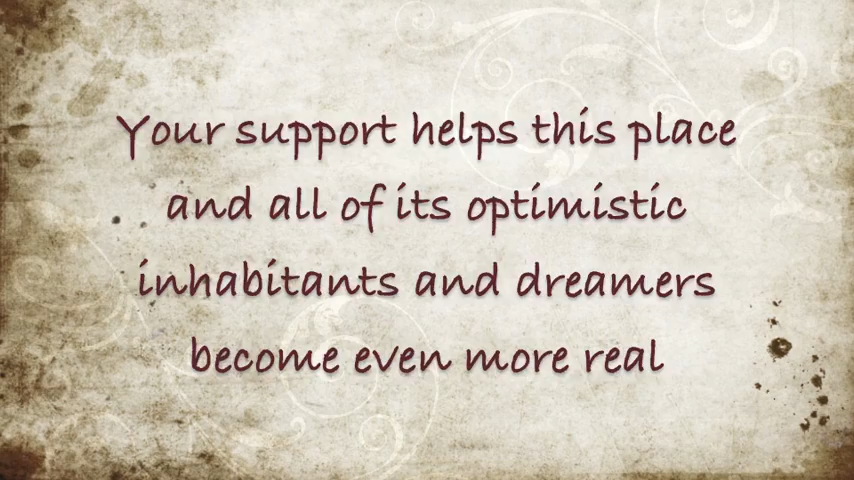 Your support helps this place
and all of its optimistic
inhabitants and dreamers
become even more real